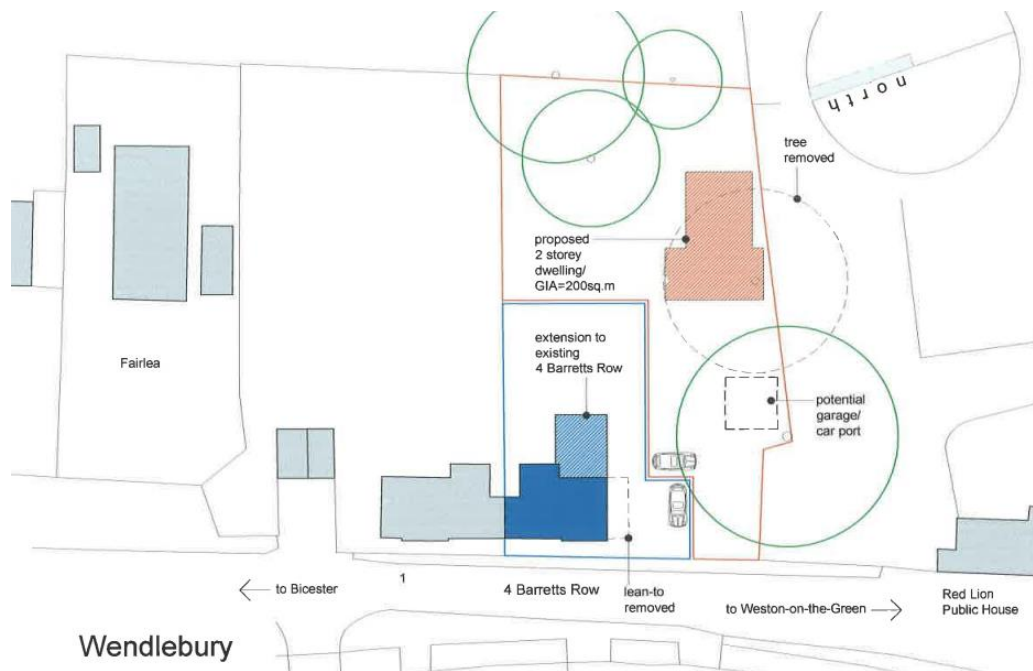 north
tree
removed
proposed
2 storey
dwelling/
GIA=200sq.m
extension to
existing
4 Barretts Row
Fairlea
potential
garage/
car port
to Bicester
1
4 Barretts Row
lean-to
removed
to Weston-on-the-Green
Red Lion
Public House
Wendlebury